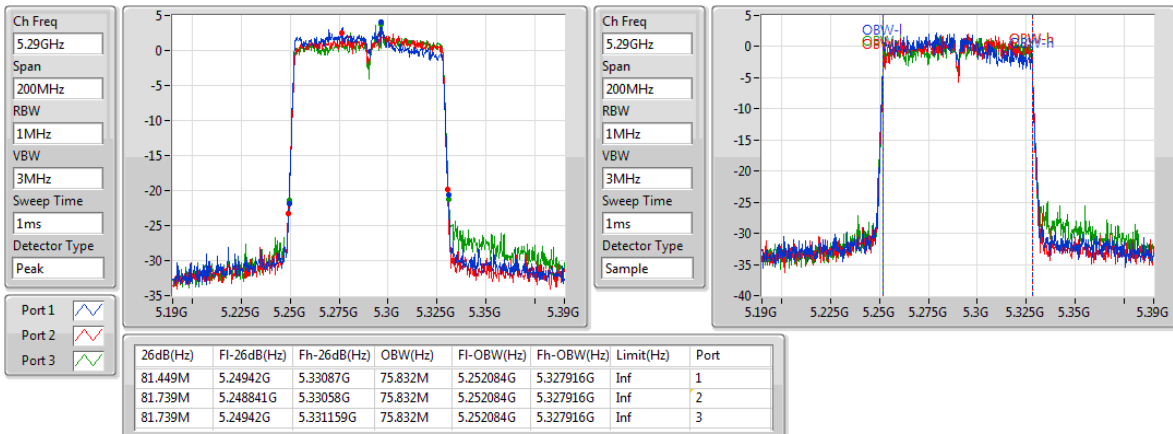 Ch Freq
5.29GHz
Span
200MHz
RBW
1MHz
VBW
3MHz
Sweep Time
1ms
Detector Type
Peak
5
0
-5
-10
-15
-20
-25
-30
-35
5.19G 5.225G 5.25G 5.275G 5.3G 5.325G 5.35G 5.39G
Ch Freq
5.29GHz
Span
200MHz
RBW
1MHz
VBW
3MHz
Sweep Time
1ms
Detector Type
Sample
5
0
-5
-10
-15
-20
-25
-30
-35
-40
OBW-l
OBW-h
OBW-h
5.19G 5.225G 5.25G 5.275G 5.3G 5.325G 5.35G 5.39G
Port 1
Port 2
Port 3
26dB(Hz) Fl-26dB(Hz) Fh-26dB(Hz) OBW(Hz) Fl-OBW(Hz) Fh-OBW(Hz) Limit(Hz) Port
81.449M 5.24942G 5.33087G 75.832M 5.252084G 5.327916G Inf 1
81.739M 5.248841G 5.33058G 75.832M 5.252084G 5.327916G Inf 2
81.739M 5.24942G 5.331159G 75.832M 5.252084G 5.327916G Inf 3